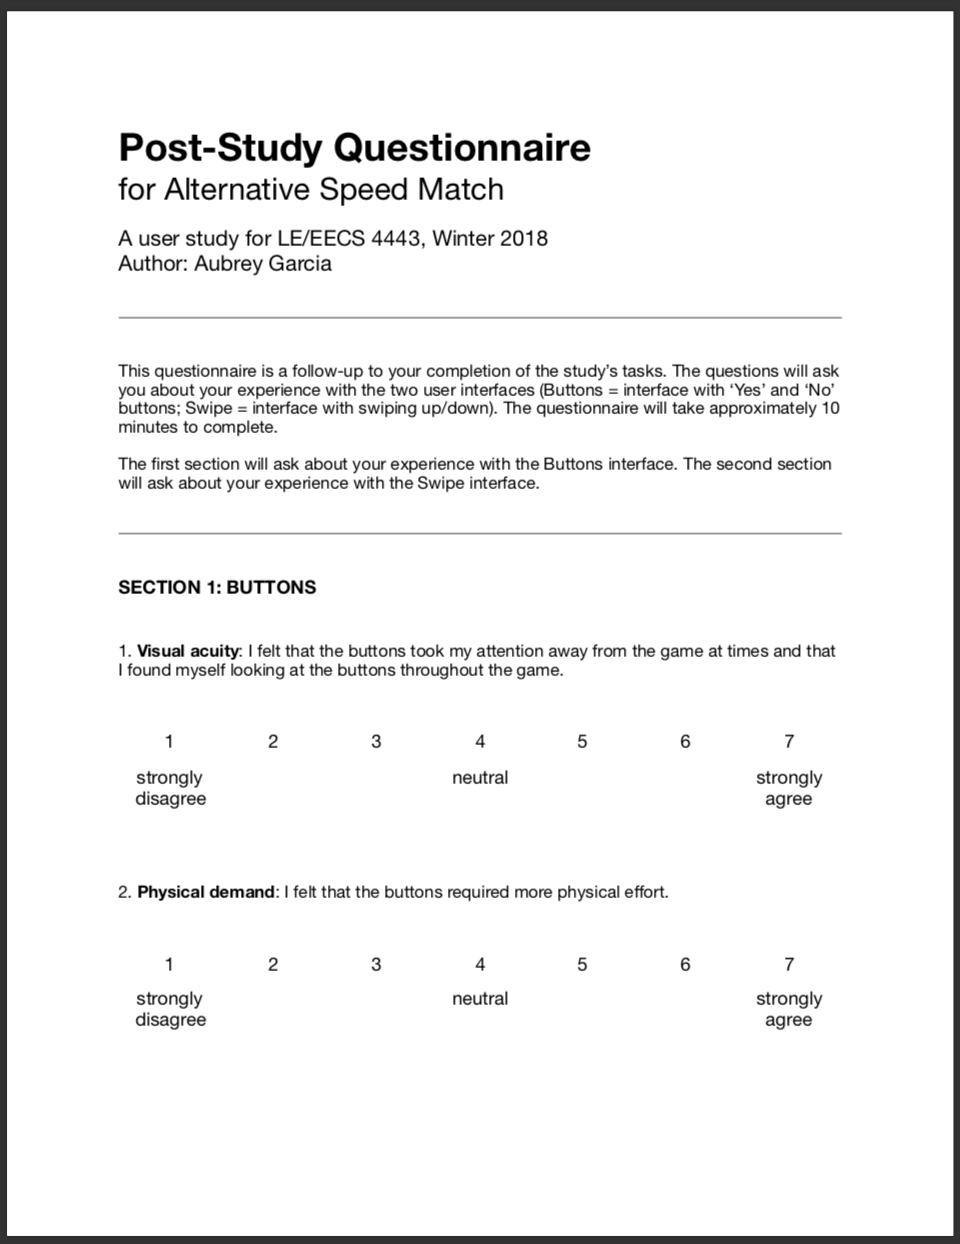 Post-Study Questionnaire
for Alternative Speed Match
A user study for LE/EECS 4443, Winter 2018
Author: Aubrey Garcia
This questionnaire is a follow-up to your completion of the study’s tasks. The questions will ask
you about your experience with the two user interfaces (Buttons = interface with ‘Yes’ and ‘No’
buttons; Swipe = interface with swiping up/down). The questionnaire will take approximately 10
minutes to complete.
The first section will ask about your experience with the Buttons interface. The second section
will ask about your experience with the Swipe interface.
SECTION 1: BUTTONS
1. Visual acuity: I felt that the buttons took my attention away from the game at times and that
I found myself looking at the buttons throughout the game.
1 2 3 4 5 6 7
strongly neutral strongly
disagree agree
2. Physical demand: I felt that the buttons required more physical effort.
1 2 3 4 5 6 7
strongly neutral strongly
disagree agree